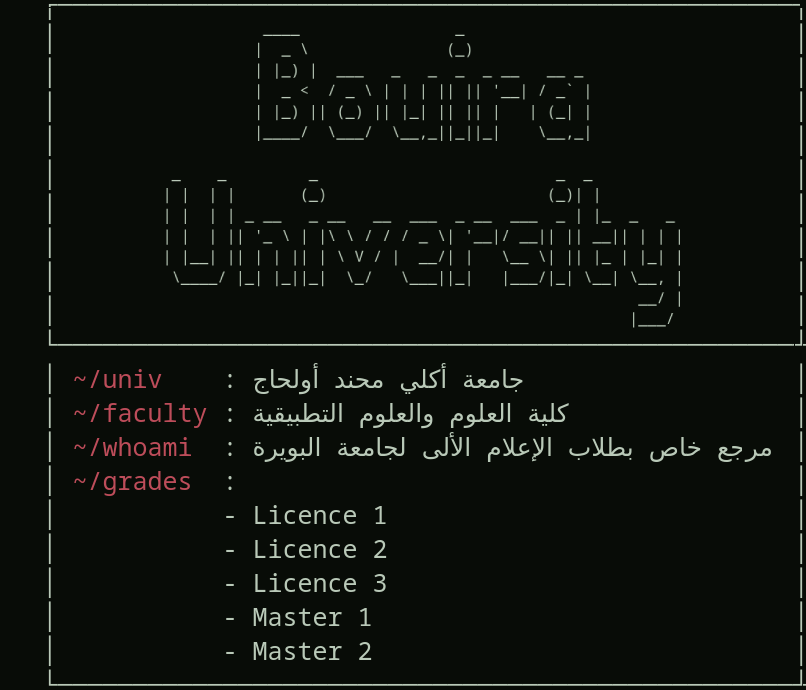 Bouira
University
~/univ : جامعة أكلي محند أولحاج
~/faculty : كلية العلوم والعلوم التطبيقية
~/whoami : مرجع خاص بطلاب الإعلام الألى لجامعة البويرة
~/grades :
- Licence 1
- Licence 2
- Licence 3
- Master 1
- Master 2